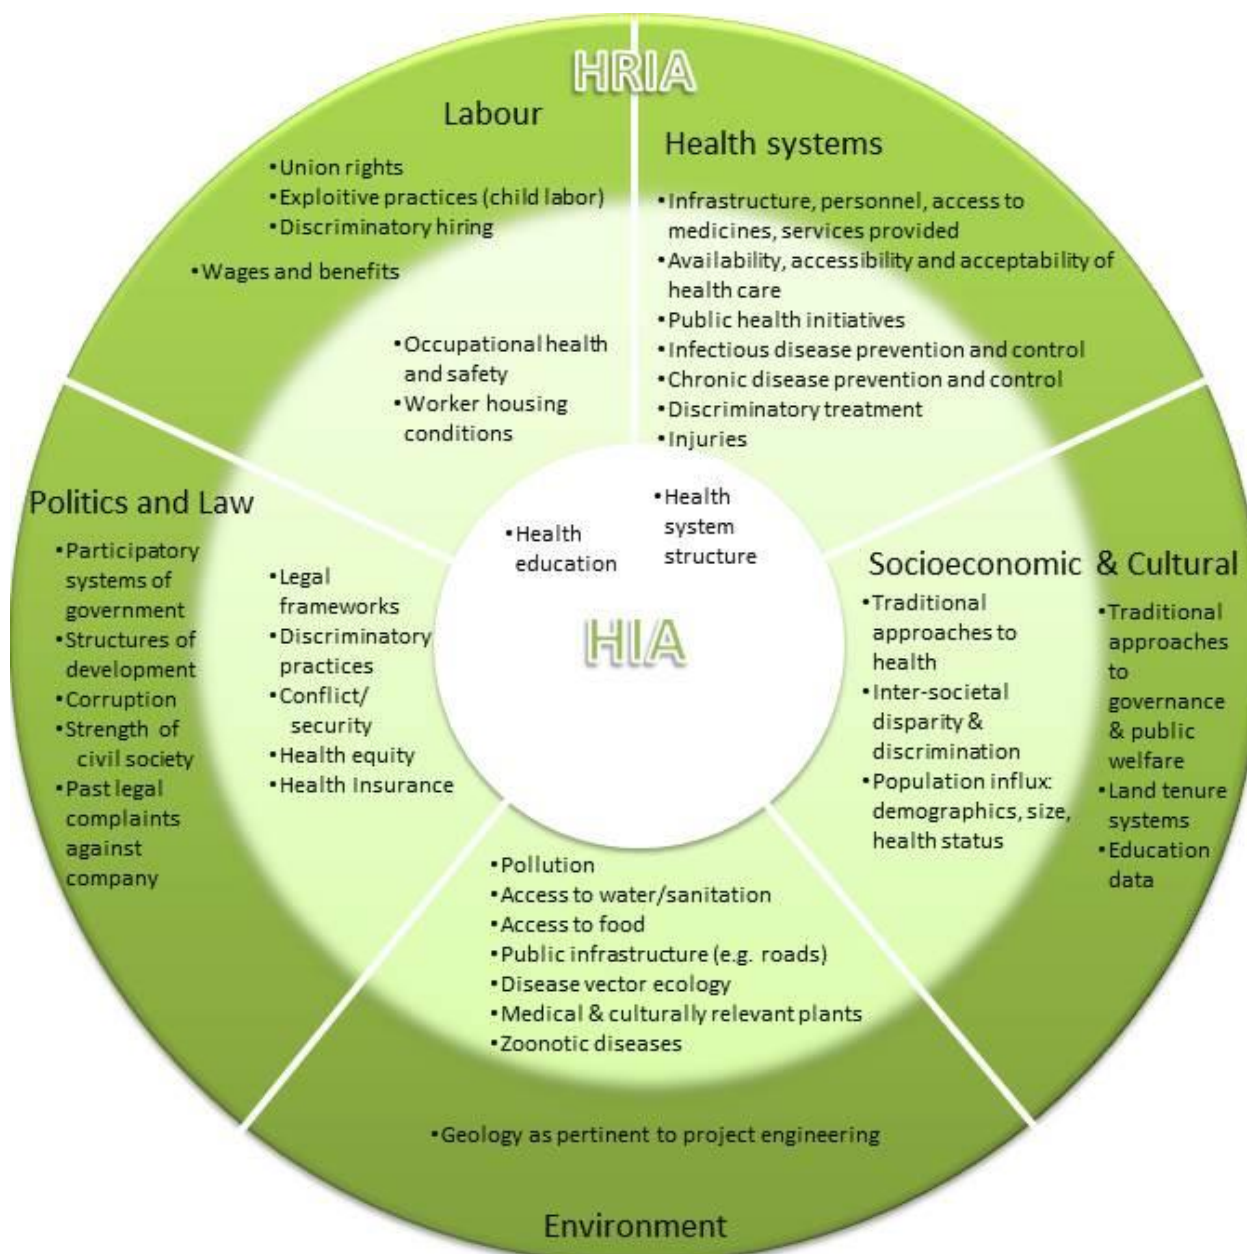 HRIA
Labour
•Union rights
•Exploitive practices (child labor)
•Discriminatory hiring
•Wages and benefits
•Occupational health
and safety
•Worker housing
conditions
Health systems
•Infrastructure, personnel, access to
medicines, services provided
•Availability, accessibility and acceptability of
health care
•Public health initiatives
•Infectious disease prevention and control
•Chronic disease prevention and control
•Discriminatory treatment
•Injuries
•Health
system
structure
•Health
education
HIA
Politics and Law
•Participatory
systems of
government
•Structures of
development
•Corruption
•Strength of
civil society
•Past legal
complaints
against
company
•Legal
frameworks
•Discriminatory
practices
•Conflict/
security
•Health equity
•Health Insurance
Socioeconomic & Cultural
•Traditional
approaches to
health
•Inter-societal
disparity &
discrimination
•Population influx:
demographics, size,
health status
•Traditional
approaches
to
governance
& public
welfare
•Land tenure
systems
•Education
data
•Pollution
•Access to water/sanitation
•Access to food
•Public infrastructure (e.g. roads)
•Disease vector ecology
•Medical & culturally relevant plants
•Zoonotic diseases
•Geology as pertinent to project engineering
Environment